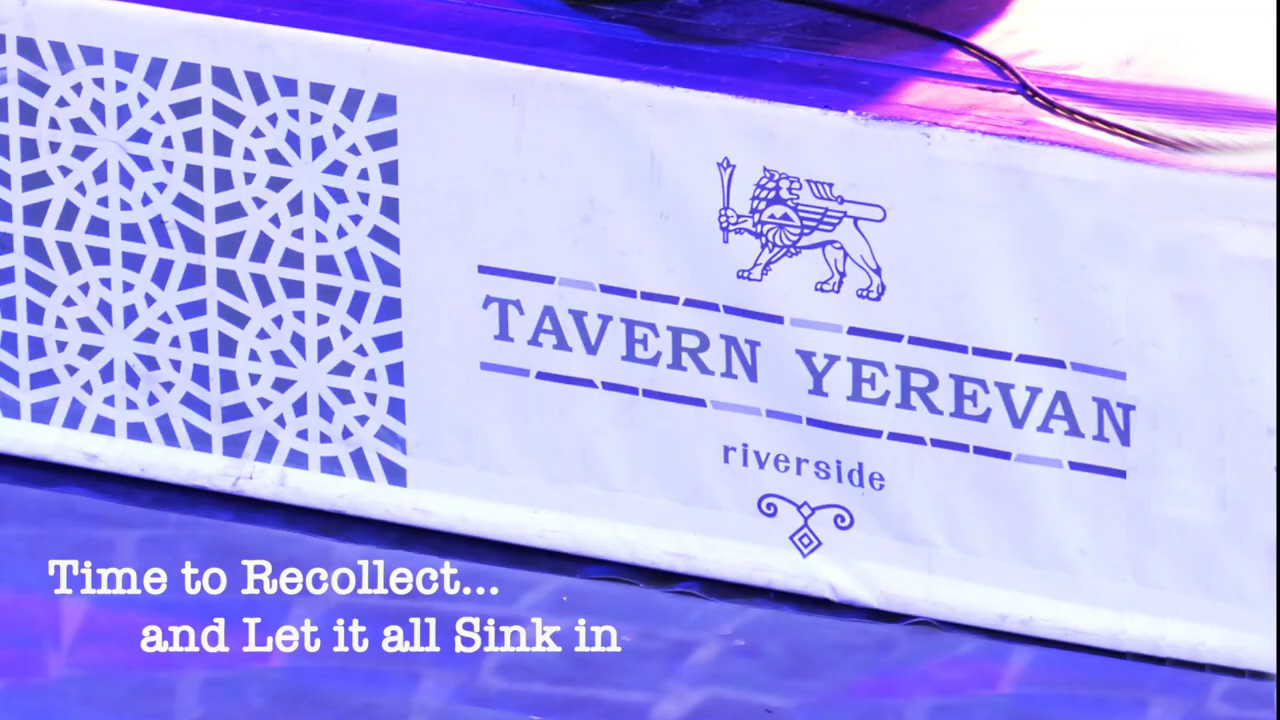 TAVERN YEREVAN
riverside
Time to Recollect...
and Let it all Sink in